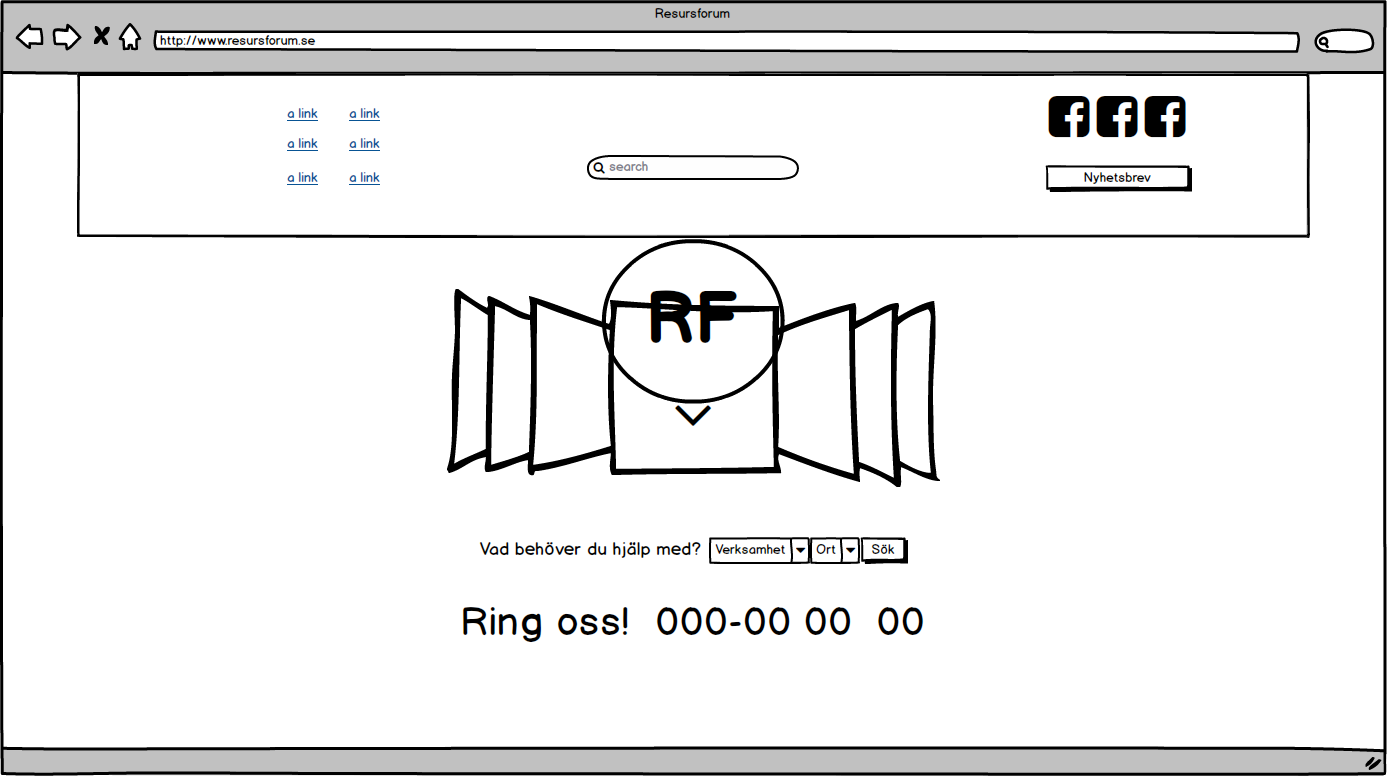 Resursforum
http://www.resursforum.se
a link a link
a link a link
search
a link a link
Nyhetsbrev
RF
Vad behöver du hjälp med? Verksamhet Ort Sök
Ring oss! 000-00 00 00